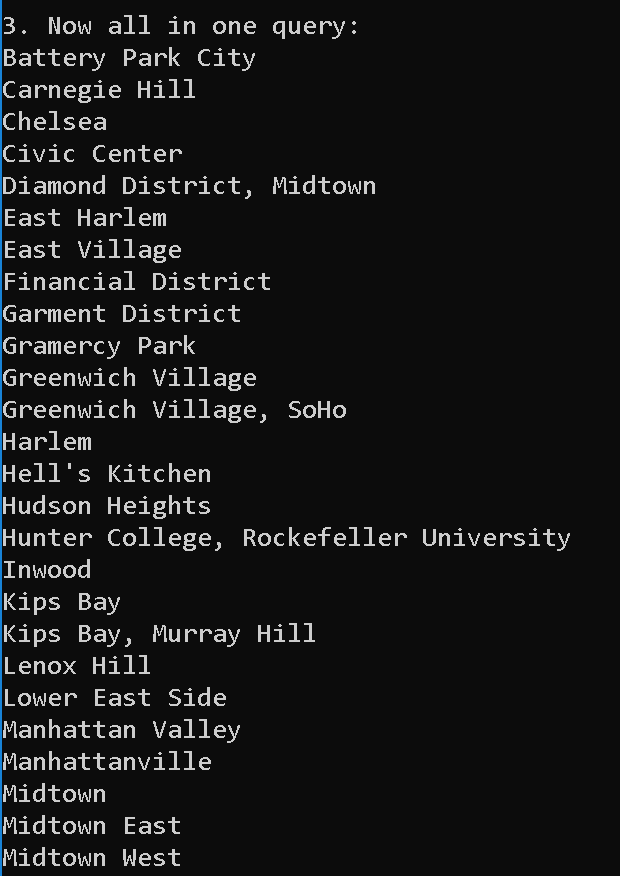 3. Now all in one query:
Battery Park City
Carnegie Hill
Chelsea
Civic Center
Diamond District, Midtown
East Harlem
East Village
Financial District
Garment District
Gramercy Park
Greenwich Village
Greenwich Village, SoHo
Harlem
Hell's Kitchen
Hudson Heights
Hunter College, Rockefeller University
Inwood
Kips Bay
Kips Bay, Murray Hill
Lenox Hill
Lower East Side
Manhattan Valley
Manhattanville
Midtown
Midtown East
Midtown West